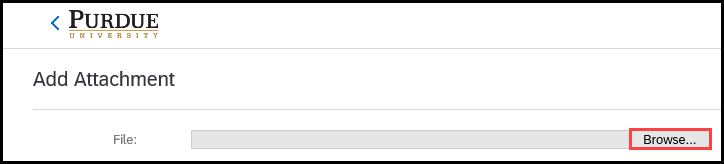 PURDUE
UNIVERSITY
Add Attachment
File:
Browse...